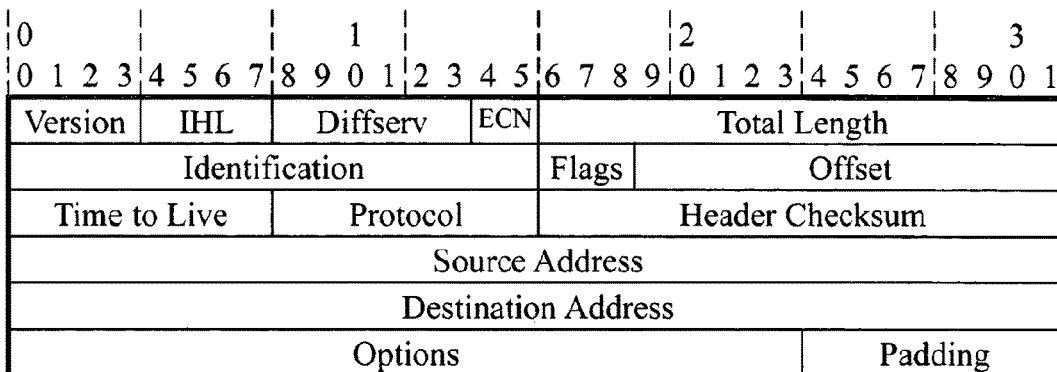 0 1 2 3
0 1 2 3 4 5 6 7 8 9 0 1 2 3 4 5 6 7 8 9 0 1 2 3 4 5 6 7 8 9 0 1
Version IHL Diffserv ECN Total Length
Identification Flags Offset
Time to Live Protocol Header Checksum
Source Address
Destination Address
Options Padding